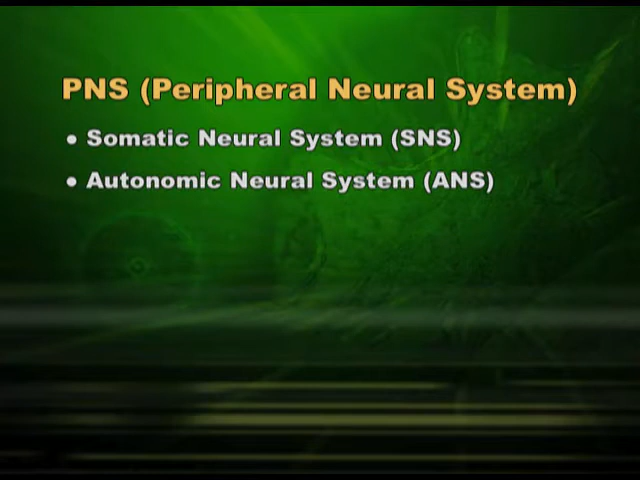 PNS (Peripheral Neural System)
• Somatic Neural System (SNS)
• Autonomic Neural System (ANS)